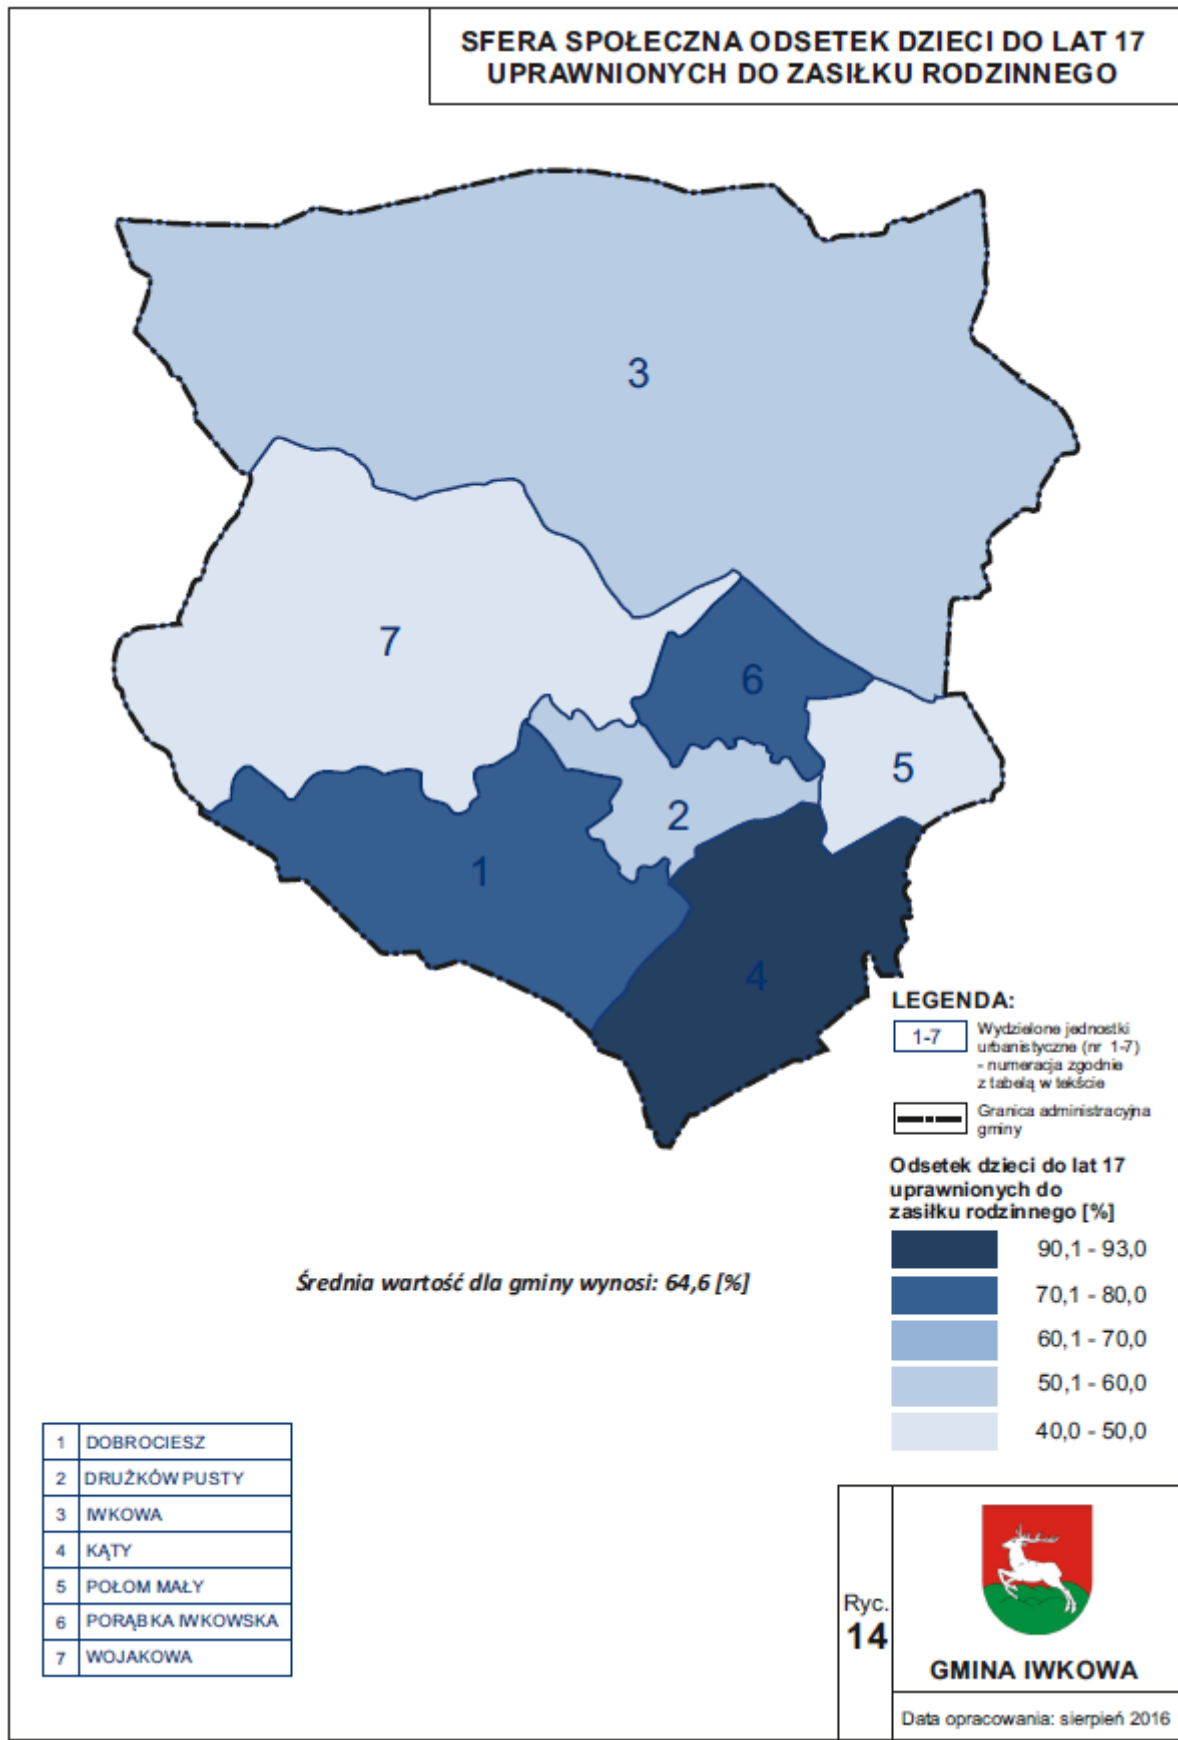 SFERA SPOŁECZNA ODSETEK DZIECI DO LAT 17
UPRAWNIONYCH DO ZASIŁKU RODZINNEGO
3
7
6
5
2
1
4
LEGENDA:
1-7
Wydzielone jednostki
urbanistyczne (nr 1-7)
- numeracja zgodnie
z tabelą w tekście
Granica administracyjna
gminy
Odsetek dzieci do lat 17
uprawnionych do
zasiłku rodzinnego [%]
90,1 - 93,0
70,1 - 80,0
60,1 - 70,0
50,1 - 60,0
40,0 - 50,0
Średnia wartość dla gminy wynosi: 64,6 [%]
1 DOBROCIESZ
2 DRUŻKÓW PUSTY
3 IWKOWA
4 KĄTY
5 POŁOM MAŁY
6 PORĄBKA IWKOWSKA
7 WOJAKOWA
Ryc.
14
GMINA IWKOWA
Data opracowania: sierpień 2016